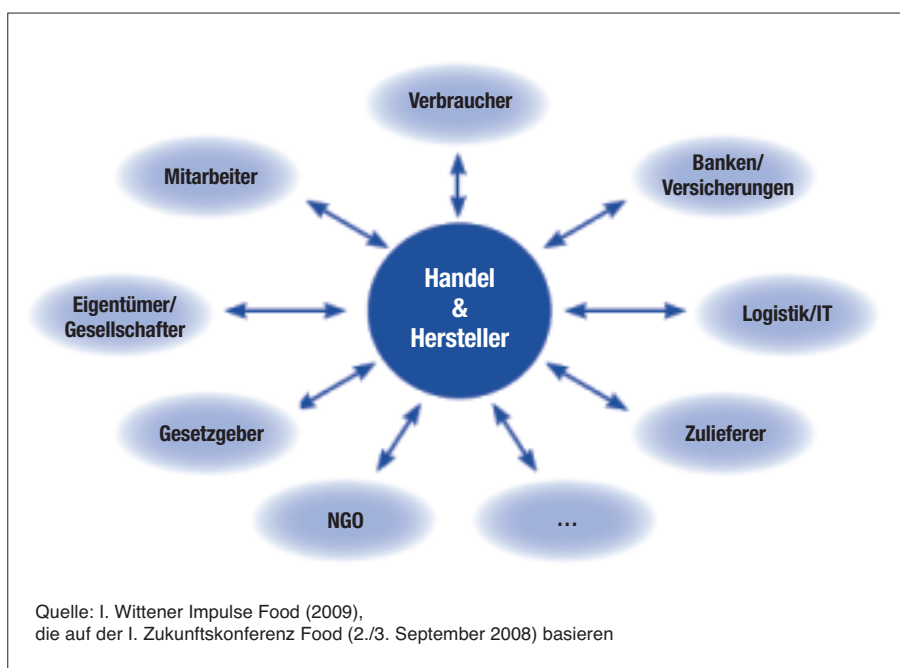 Verbraucher
Banken/
Versicherungen
Mitarbeiter
Handel
&
Hersteller
Eigentümer/
Gesellschafter
Logistik/IT
Gesetzgeber
Zulieferer
NGO
...
Quelle: I. Wittener Impulse Food (2009),
die auf der I. Zukunftskonferenz Food (2./3. September 2008) basieren